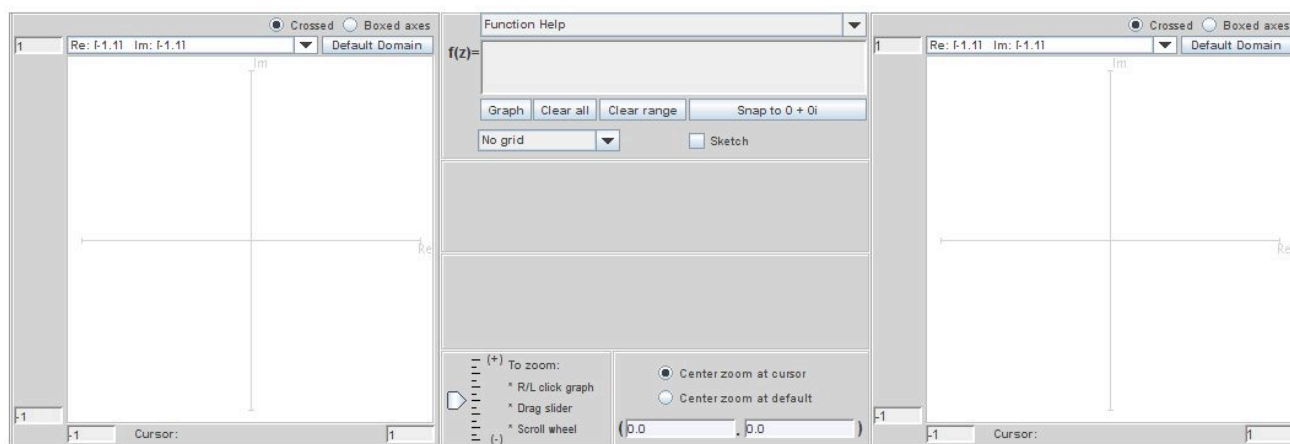 Crossed Boxed axes
1 Re: [-1,1] Im: [-1,1] Default Domain
Im
Re
-1
-1 Cursor: 1
Function Help
f(z)=
Graph Clear all Clear range Snap to 0 + 0i
No grid Sketch
(+) To zoom:
* R/L click graph
* Drag slider
* Scroll wheel
(-)
Center zoom at cursor
Center zoom at default
( 0.0 , 0.0 )
Crossed Boxed axes
1 Re: [-1,1] Im: [-1,1] Default Domain
Im
Re
-1
-1 Cursor: 1